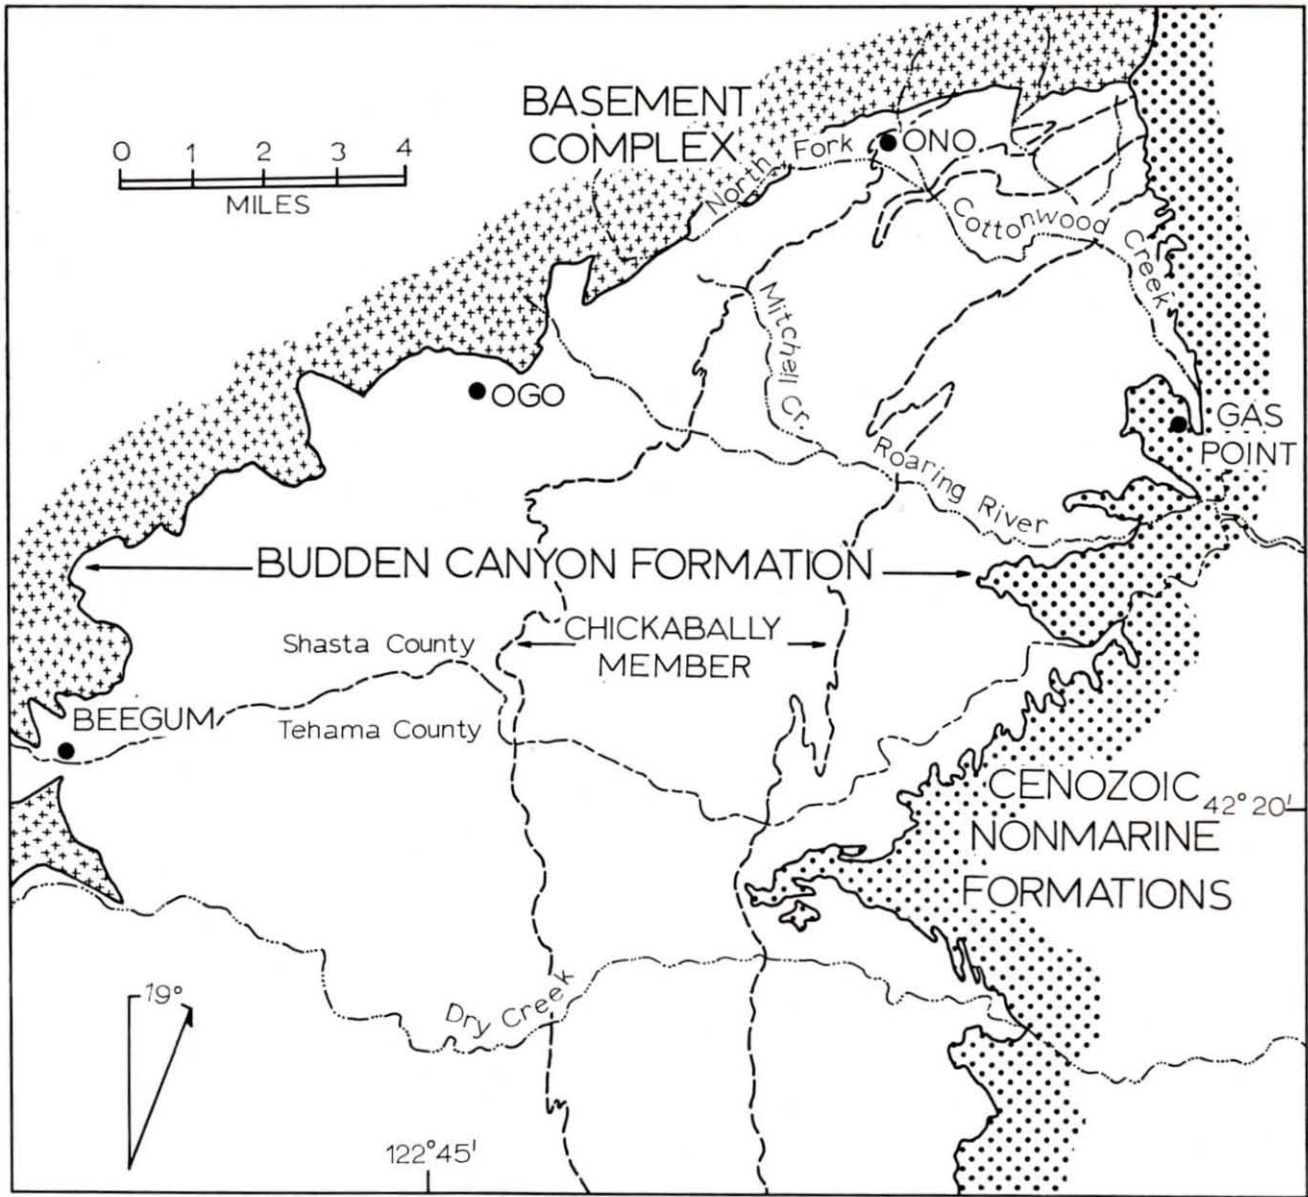 BASEMENT
COMPLEX
0 1 2 3 4
MILES
North Fork
ONO
Cottonwood Creek
Mitchell Cr.
OGO
GAS
POINT
Roaring River
BUDDEN CANYON FORMATION
CHICKABALLY
MEMBER
Shasta County
BEEGUM
Tehama County
CENOZOIC
42°20'
NONMARINE
FORMATIONS
19°
Dry Creek
122°45'